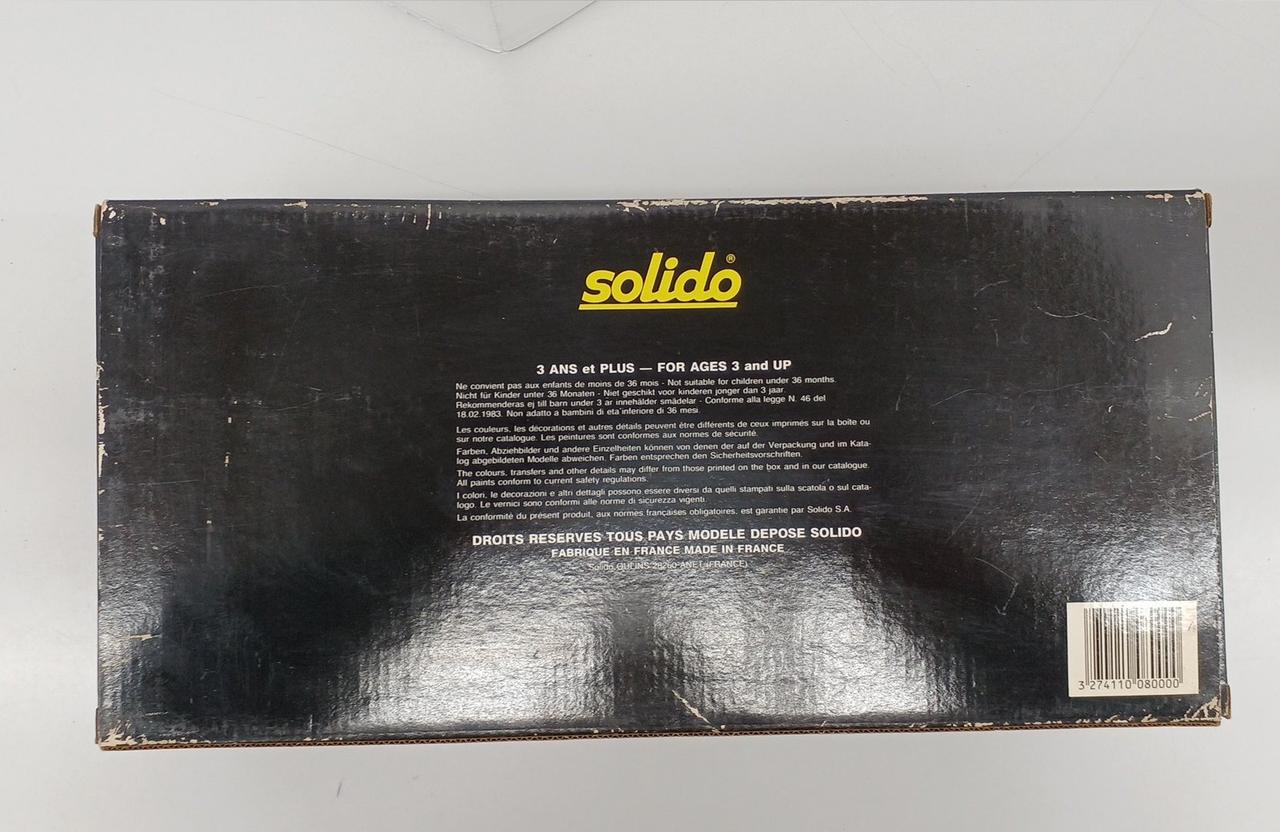 solido®
3 ANS et PLUS — FOR AGES 3 and UP
Ne convient pas aux enfants de moins de 36 mois - Not suitable for children under 36 months.
Nicht für Kinder unter 36 Monaten - Niet geschikt voor kinderen jonger dan 3 jaar.
Rekommenderas ej till barn under 3 ar innehälder smädelar - Conforme alla legge N. 46 del
18.02.1983. Non adatto a bambini di eta'inferiore di 36 mesi.
Les couleurs, les décorations et autres détails peuvent être différents de ceux imprimés sur la boîte ou
sur notre catalogue. Les peintures sont conformes aux normes de sécurité.
Farben, Abziehbilder und andere Einzelheiten können von denen der auf der Verpackung und im Kata-
log abgebildeten Modelle abweichen. Farben entsprechen den Sicherheitsvorschriften.
The colours, transfers and other details may differ from those printed on the box and in our catalogue.
All paints conform to current safety regulations.
I colori, le decorazioni e altri dettagli possono essere diversi da quelli stampati sulla scatola o sul cata-
logo. Le vernici sono conformi alle norme di sicurezza vigenti.
La conformité du présent produit, aux normes françaises obligatoires, est garantie par Solido S.A.
DROITS RESERVES TOUS PAYS MODELE DEPOSE SOLIDO
FABRIQUE EN FRANCE MADE IN FRANCE
Solido OULINS 28260 ANET (FRANCE)
3 274110 080000